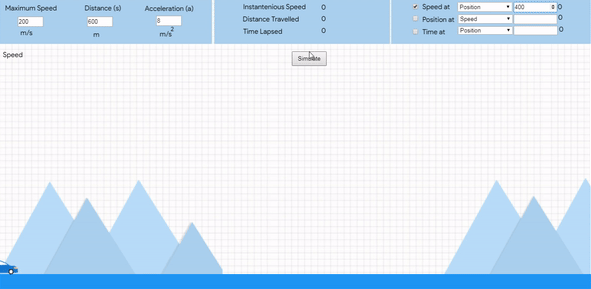 Maximum Speed
200
m/s
Distance (s)
600
m
Acceleration (a)
8
m/s²
Instantenious Speed 0
Distance Travelled 0
Time Lapsed 0
Speed at Position 400 0
Position at Speed 0
Time at Position 0
Speed
Simulate